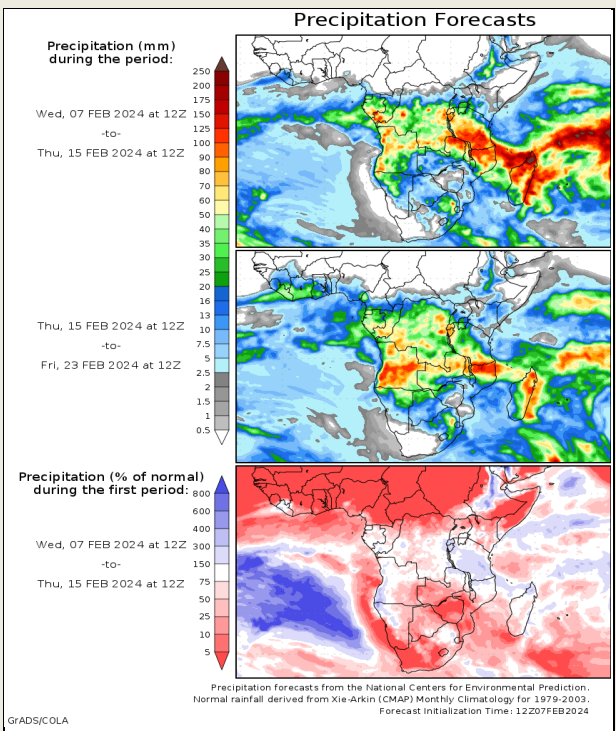 Precipitation Forecasts
Precipitation (mm)
during the period:
Wed, 07 FEB 2024 at 12Z
-to-
Thu, 15 FEB 2024 at 12Z
250
200
175
150
125
100
90
80
70
60
50
40
35
30
25
20
16
13
10
7.5
5
2.5
2
1.5
1
0.5
Thu, 15 FEB 2024 at 12Z
-to-
Fri, 23 FEB 2024 at 12Z
Precipitation (% of normal)
during the first period:
Wed, 07 FEB 2024 at 12Z
-to-
Thu, 15 FEB 2024 at 12Z
800
600
400
300
150
75
50
25
10
5
Precipitation forecasts from the National Centers for Environmental Prediction.
Normal rainfall derived from Xie-Arkin (CMAP) Monthly Climatology for 1979-2003.
Forecast Initialization Time: 12Z07FEB2024
GrADS/COLA